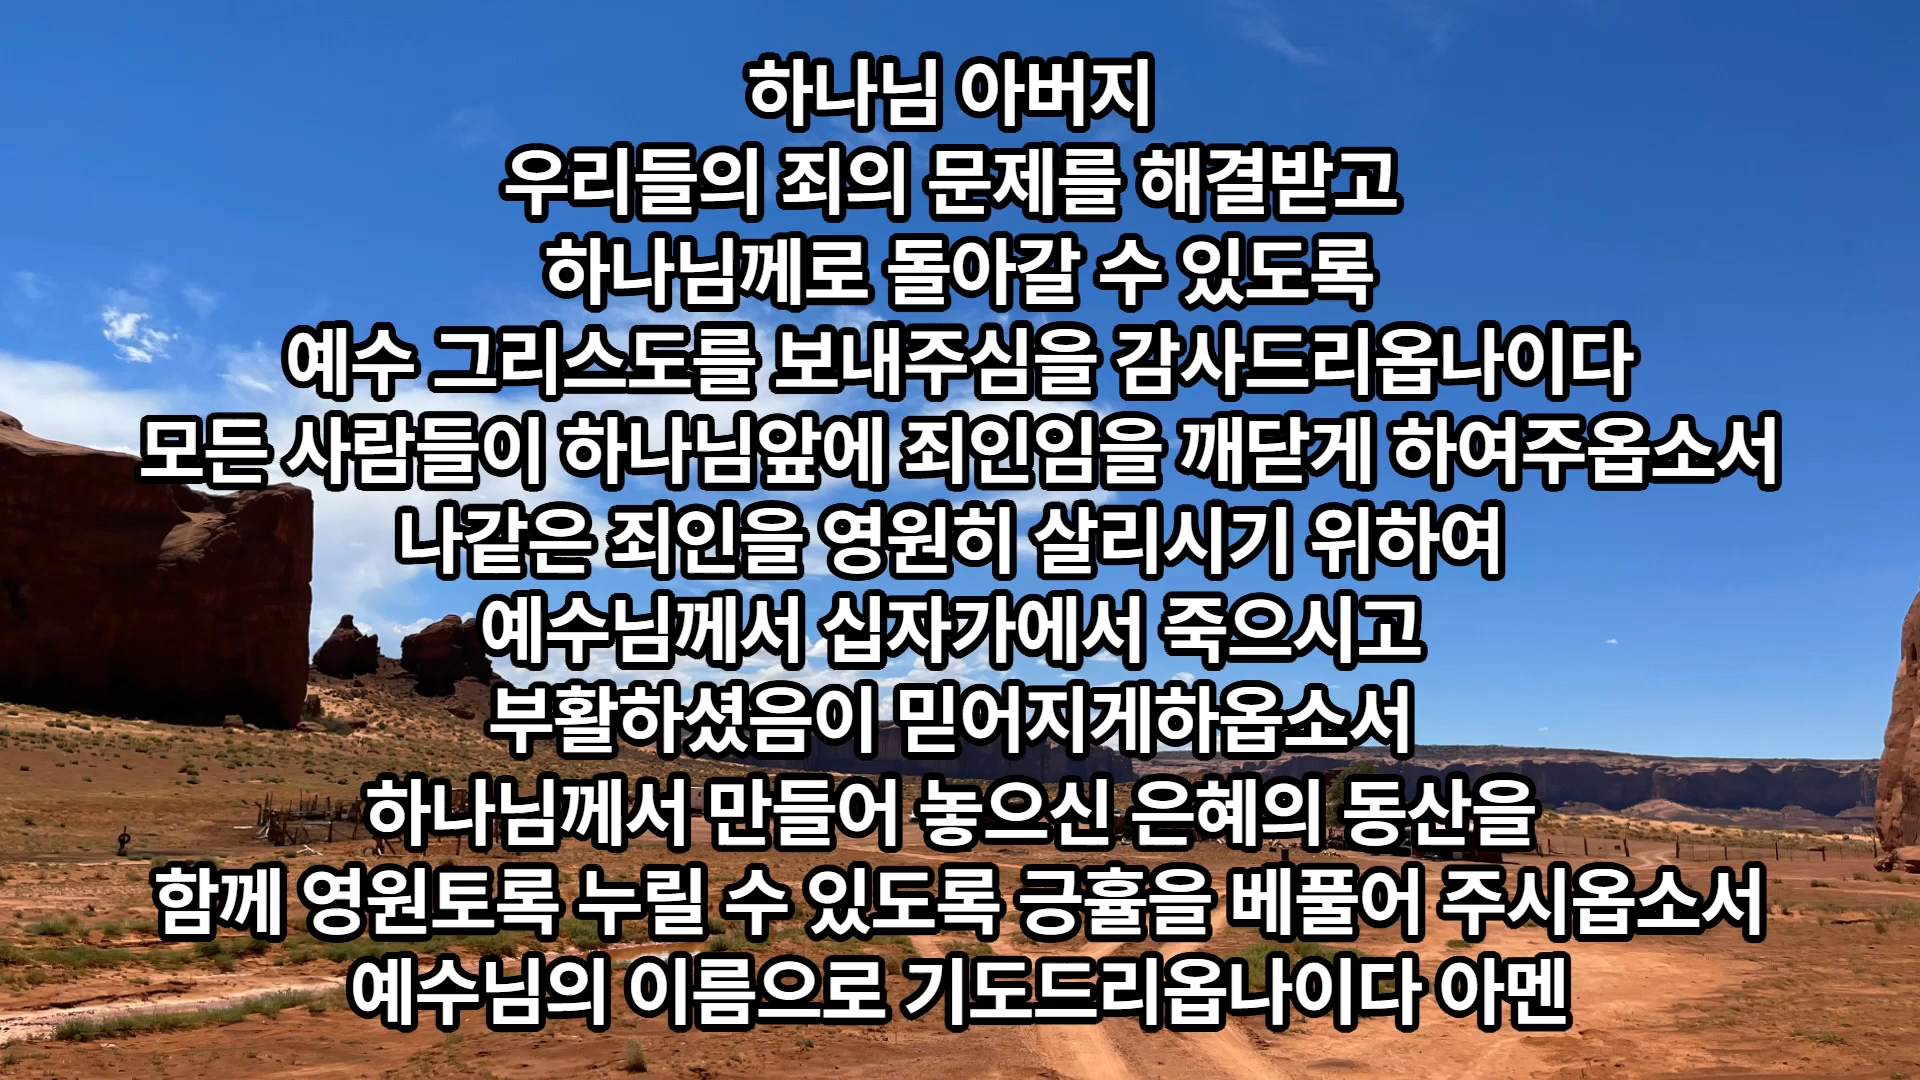 하나님 아버지
우리들의 죄의 문제를 해결받고
하나님께로 돌아갈 수 있도록
예수 그리스도를 보내주심을 감사드리옵나이다
모든 사람들이 하나님앞에 죄인임을 깨닫게 하여주옵소서
나같은 죄인을 영원히 살리시기 위하여
예수님께서 십자가에서 죽으시고
부활하셨음이 믿어지게하옵소서
하나님께서 만들어 놓으신 은혜의 동산을
함께 영원토록 누릴 수 있도록 긍휼을 베풀어 주시옵소서
예수님의 이름으로 기도드리옵나이다 아멘